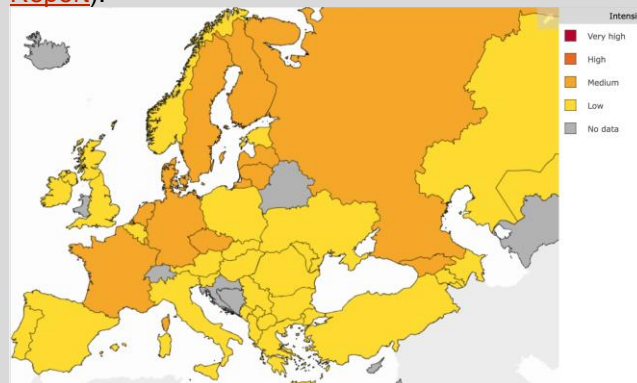 Report).
Intensi
Very high
High
Medium
Low
No data